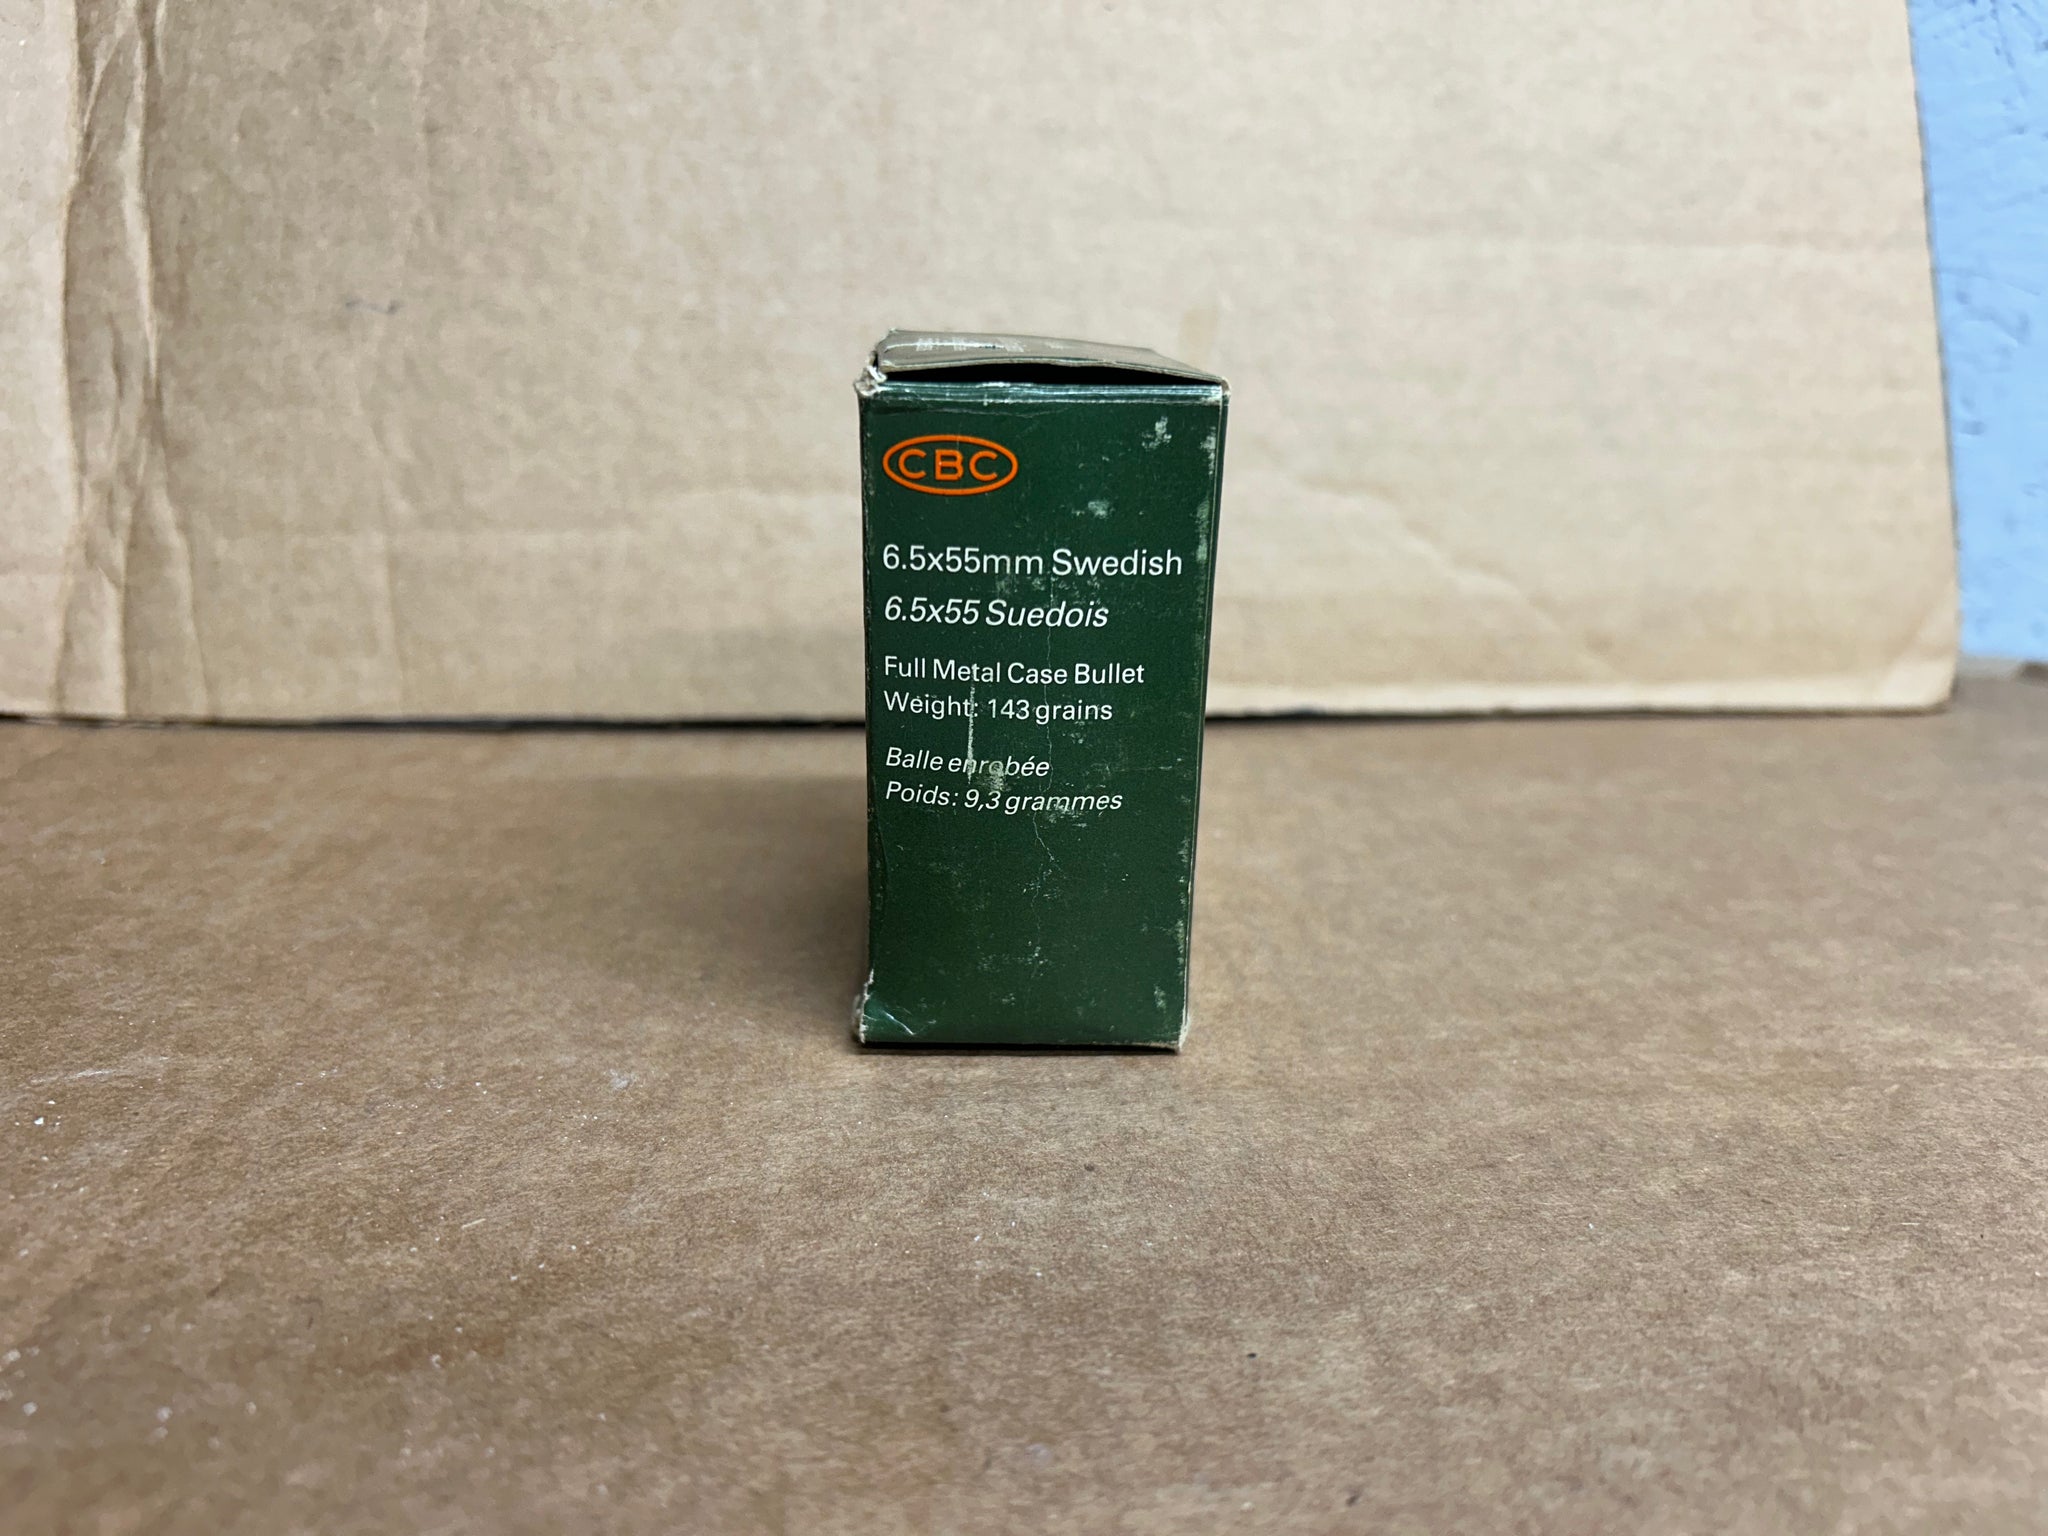 CBC
6.5x55mm Swedish
6.5x55 Suedois
Full Metal Case Bullet
Weight: 143 grains
Balle enrobée
Poids: 9,3 grammes